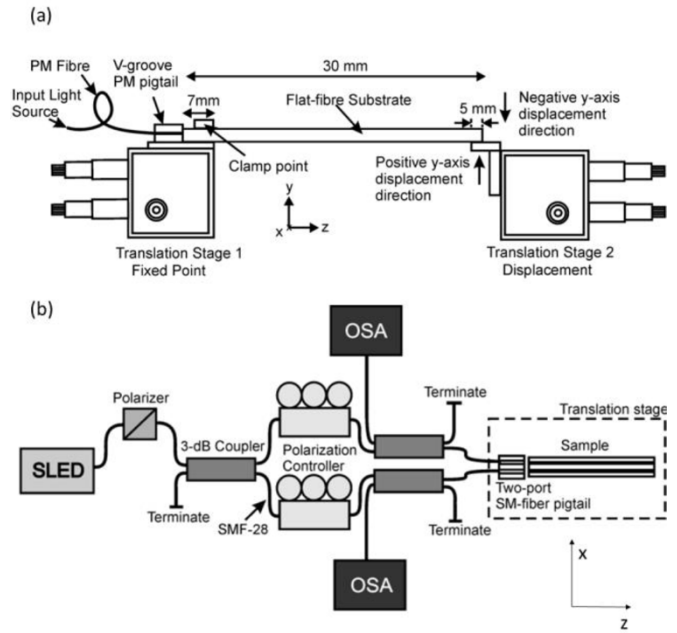 (a)
PM Fibre
V-groove
PM pigtail
30 mm
Input Light
Source
7mm
Flat-fibre Substrate
5 mm
Negative y-axis
displacement
direction
Clamp point
Positive y-axis
displacement
direction
y
x
z
Translation Stage 1
Fixed Point
Translation Stage 2
Displacement
(b)
OSA
Polarizer
Terminate
Translation stage
3-dB Coupler
Polarization
Controller
Sample
SLED
Two-port
SM-fiber pigtail
Terminate
SMF-28
Terminate
OSA
x
z